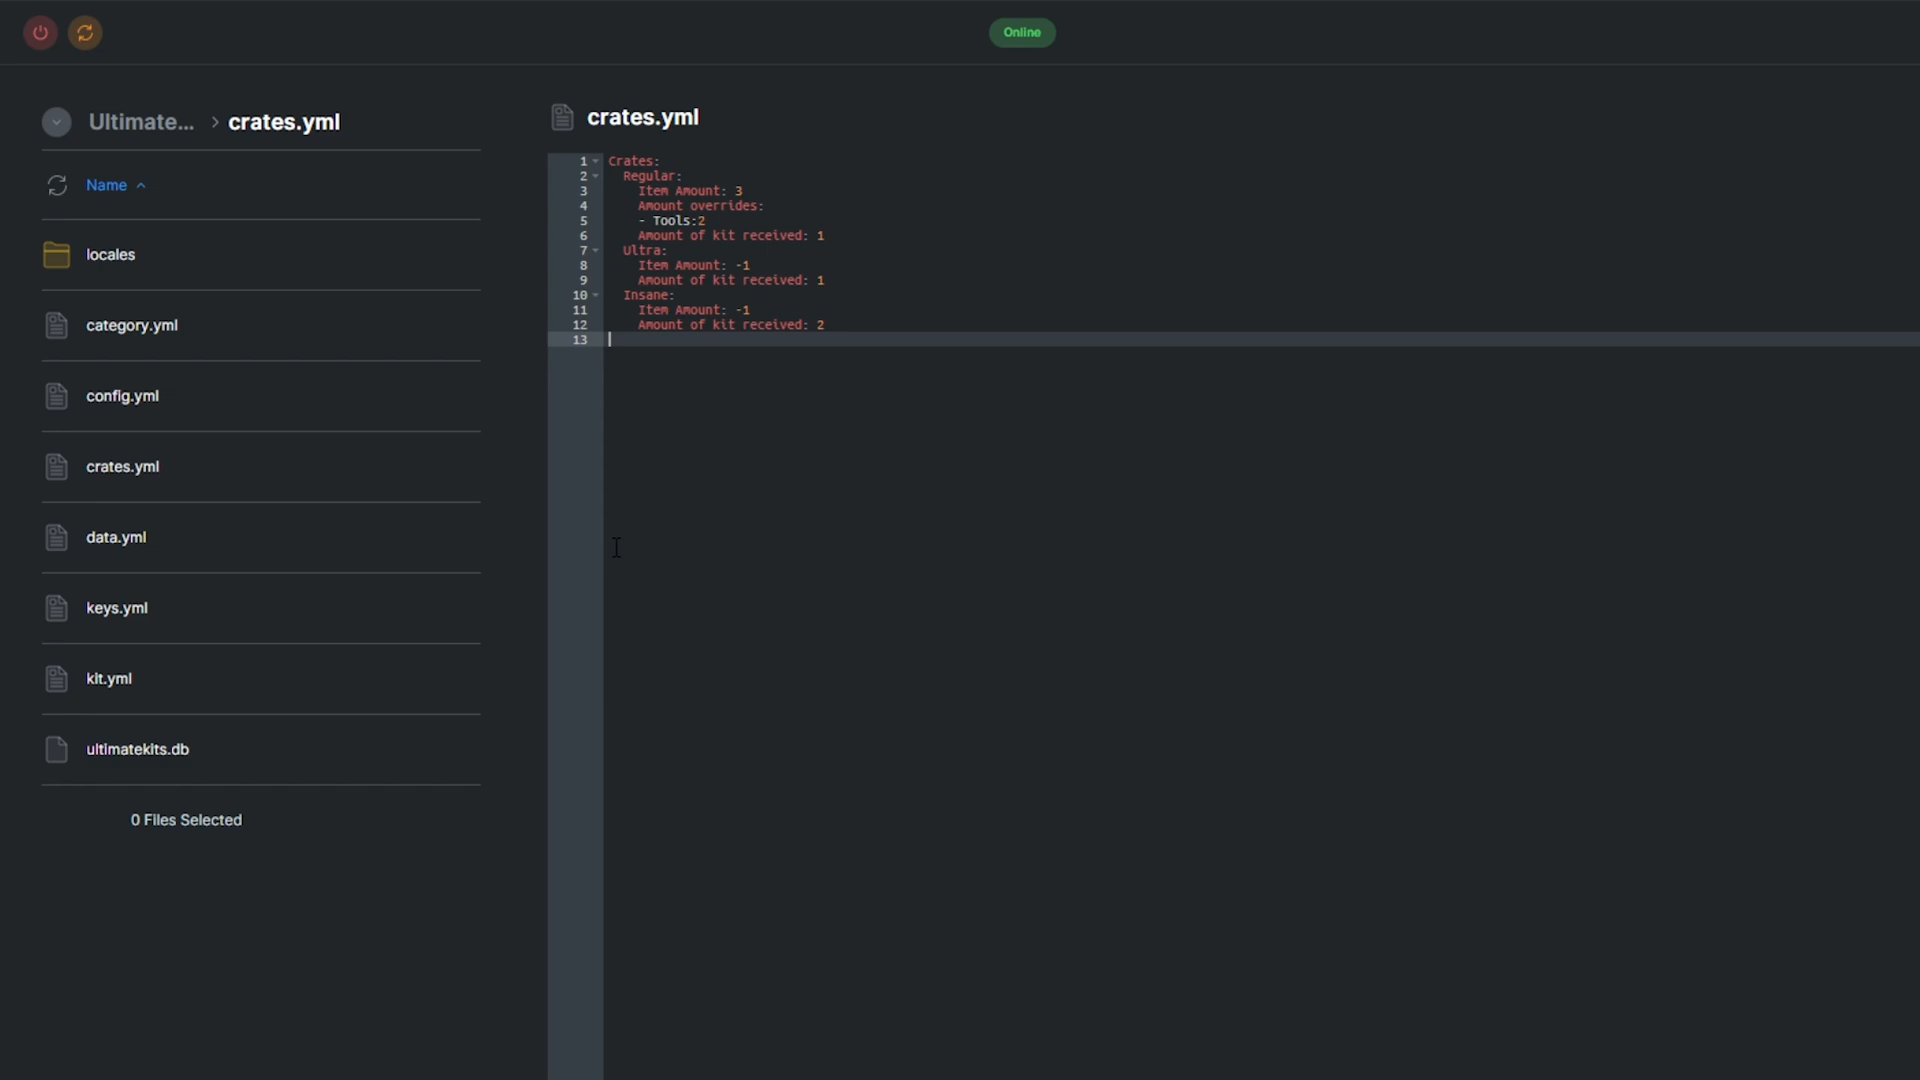 Online
Ultimate... > crates.yml
Name
locales
category.yml
config.yml
crates.yml
data.yml
keys.yml
kit.yml
ultimatekits.db
0 Files Selected
crates.yml
1 Crates:
2 Regular:
3 Item Amount: 3
4 Amount overrides:
5 - Tools:2
6 Amount of kit received: 1
7 Ultra:
8 Item Amount: -1
9 Amount of kit received: 1
10 Insane:
11 Item Amount: -1
12 Amount of kit received: 2
13